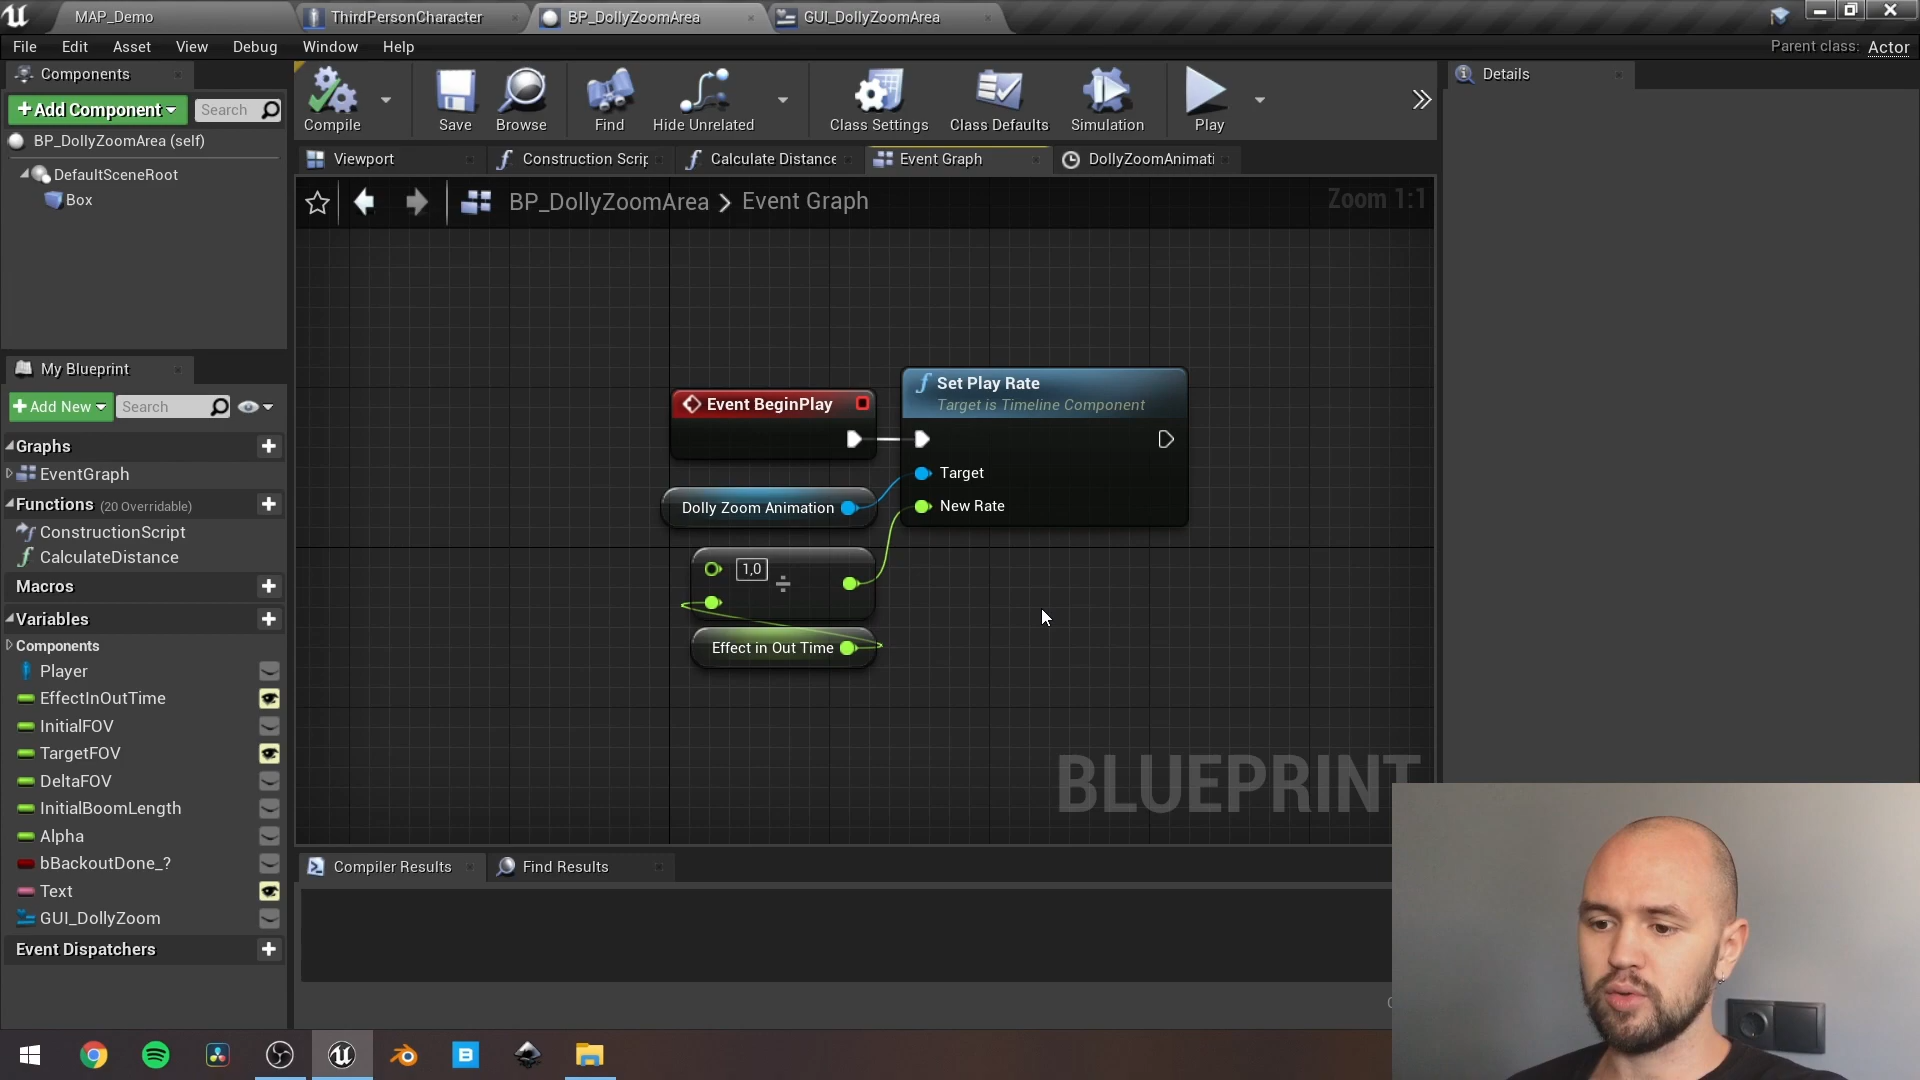 MAP_Demo
ThirdPersonCharacter
BP_DollyZoomArea
GUI_DollyZoomArea
File Edit Asset View Debug Window Help
Parent class: Actor
Components
Add Component
Search
BP_DollyZoomArea (self)
DefaultSceneRoot
Box
My Blueprint
Add New
Search
Graphs
EventGraph
Functions (20 Overridable)
ConstructionScript
CalculateDistance
Macros
Variables
Components
Player
EffectInOutTime
InitialFOV
TargetFOV
DeltaFOV
InitialBoomLength
Alpha
bBackoutDone_?
Text
GUI_DollyZoom
Event Dispatchers
Compile
Save
Browse
Find
Hide Unrelated
Class Settings
Class Defaults
Simulation
Play
Viewport
Construction Scrip
Calculate Distance
Event Graph
DollyZoomAnimati
BP_DollyZoomArea > Event Graph
Zoom 1:1
Event BeginPlay
Set Play Rate
Target is Timeline Component
Target
New Rate
Dolly Zoom Animation
1,0
÷
Effect in Out Time
BLUEPRINT
Compiler Results
Find Results
Details